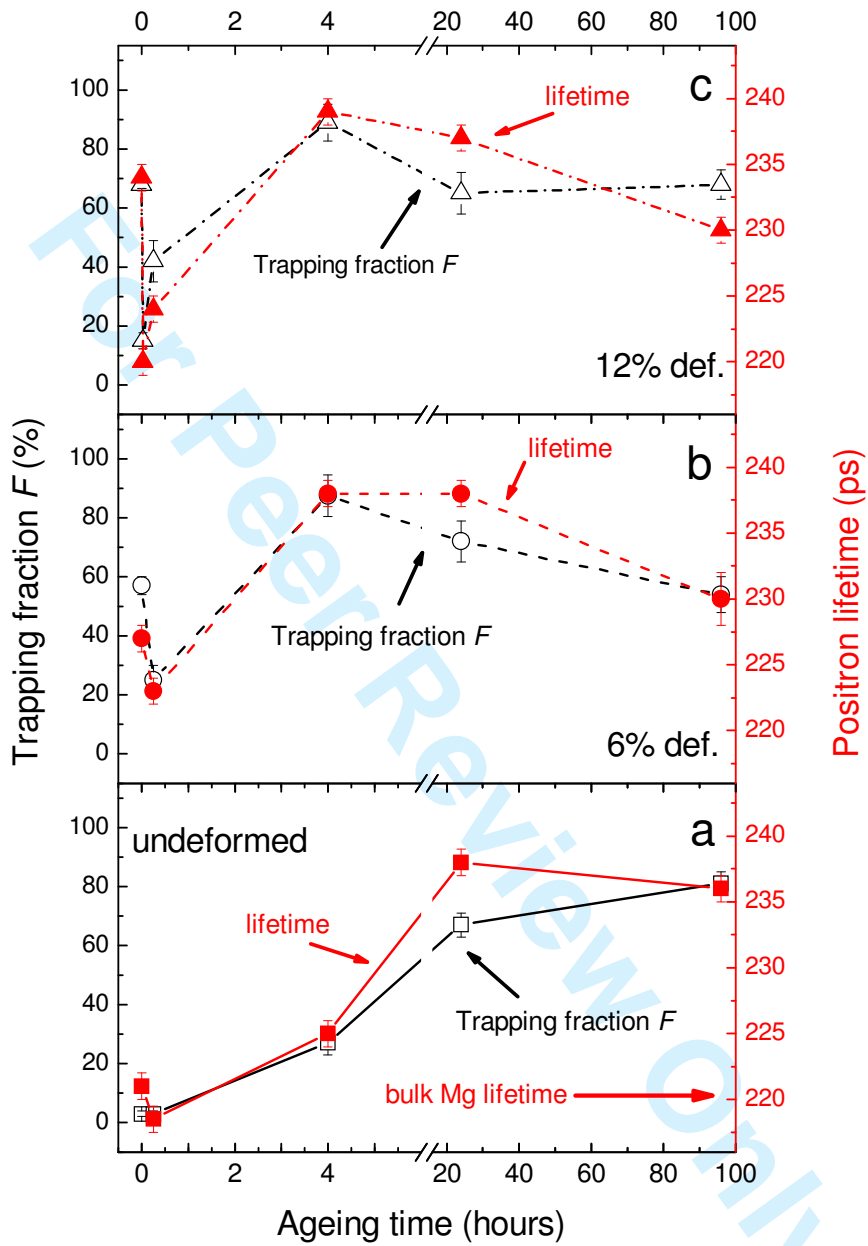 0 2 4 20 40 60 80 100
c
lifetime
Trapping fraction F
12% def.
100
80
60
40
20
0
240
235
230
225
220
b
lifetime
Trapping fraction F
6% def.
100
80
60
40
20
0
240
235
230
225
220
undeformed
a
lifetime
Trapping fraction F
bulk Mg lifetime
100
80
60
40
20
0
240
235
230
225
220
0 2 4 20 40 60 80 100
Ageing time (hours)
Trapping fraction F (%)
Positron lifetime (ps)
For Peer Review Only